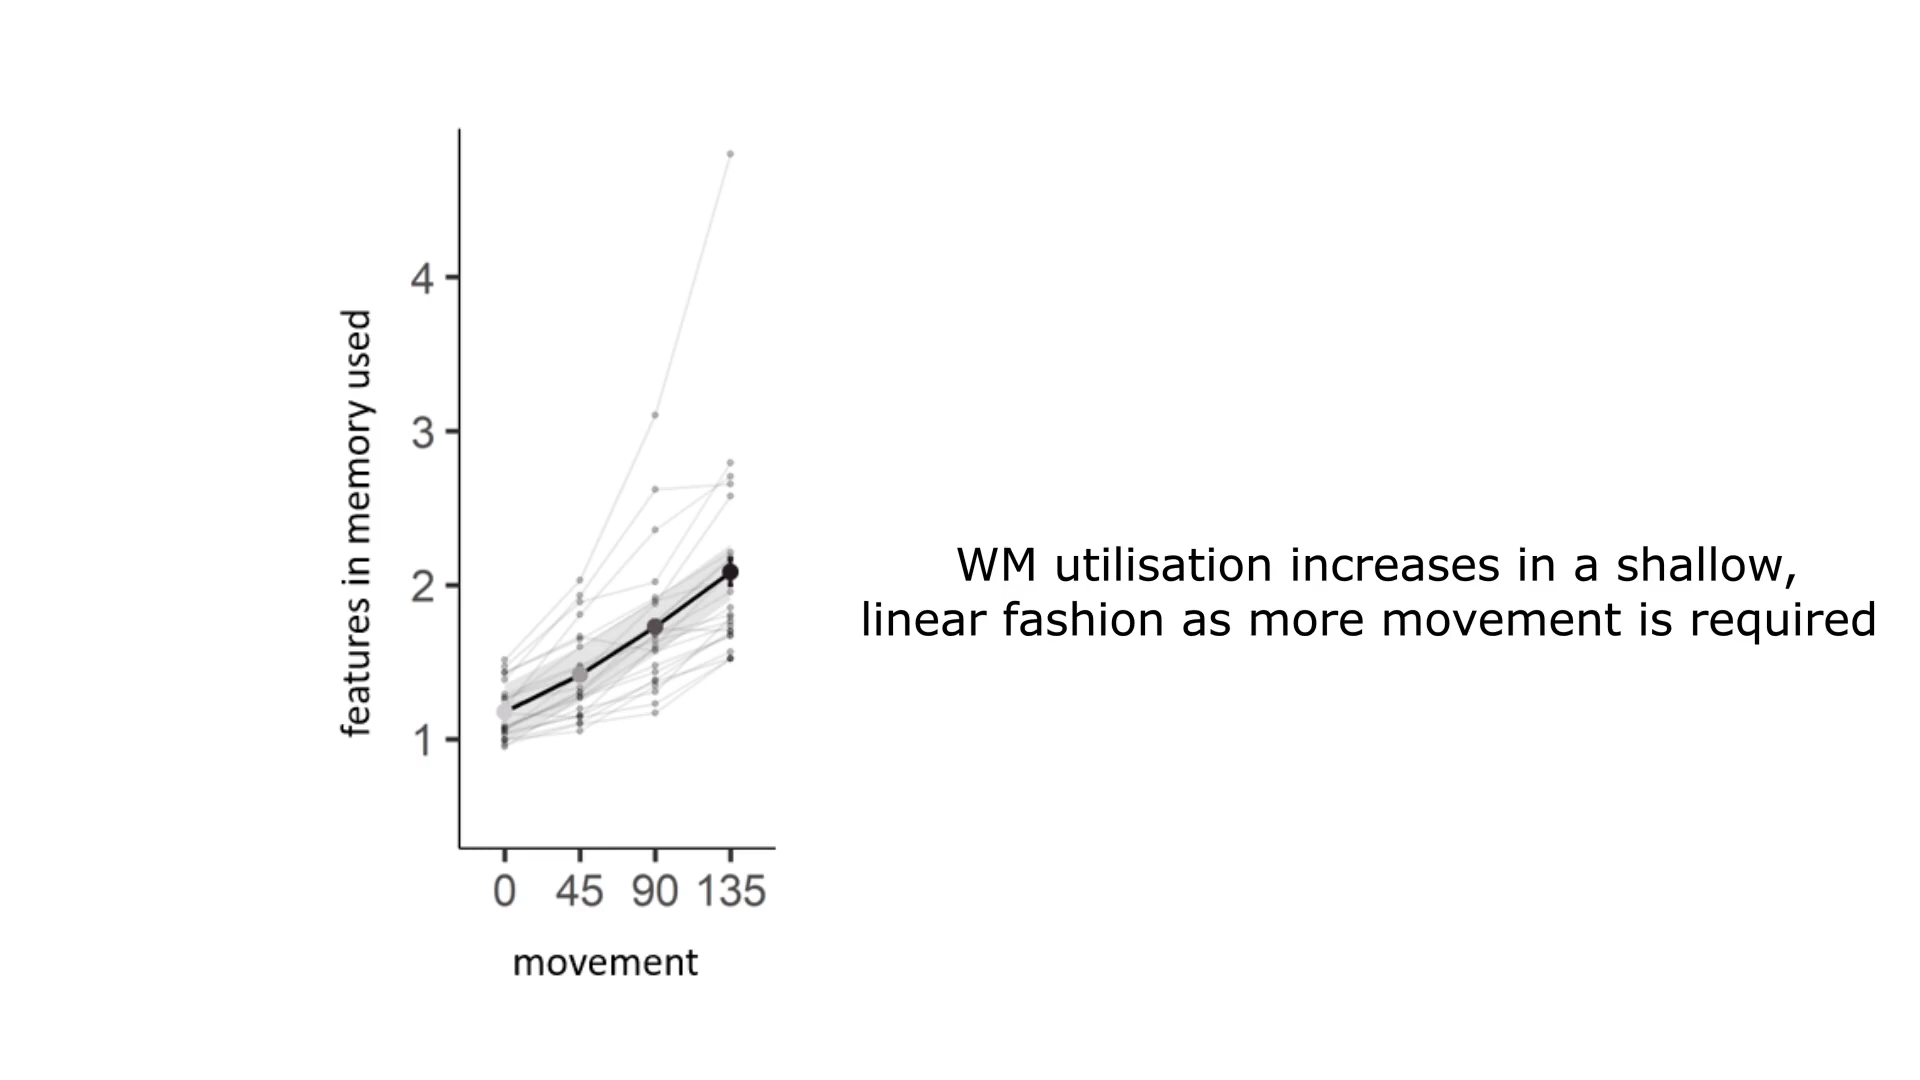 4
3
2
1
features in memory used
0 45 90 135
movement
WM utilisation increases in a shallow,
linear fashion as more movement is required